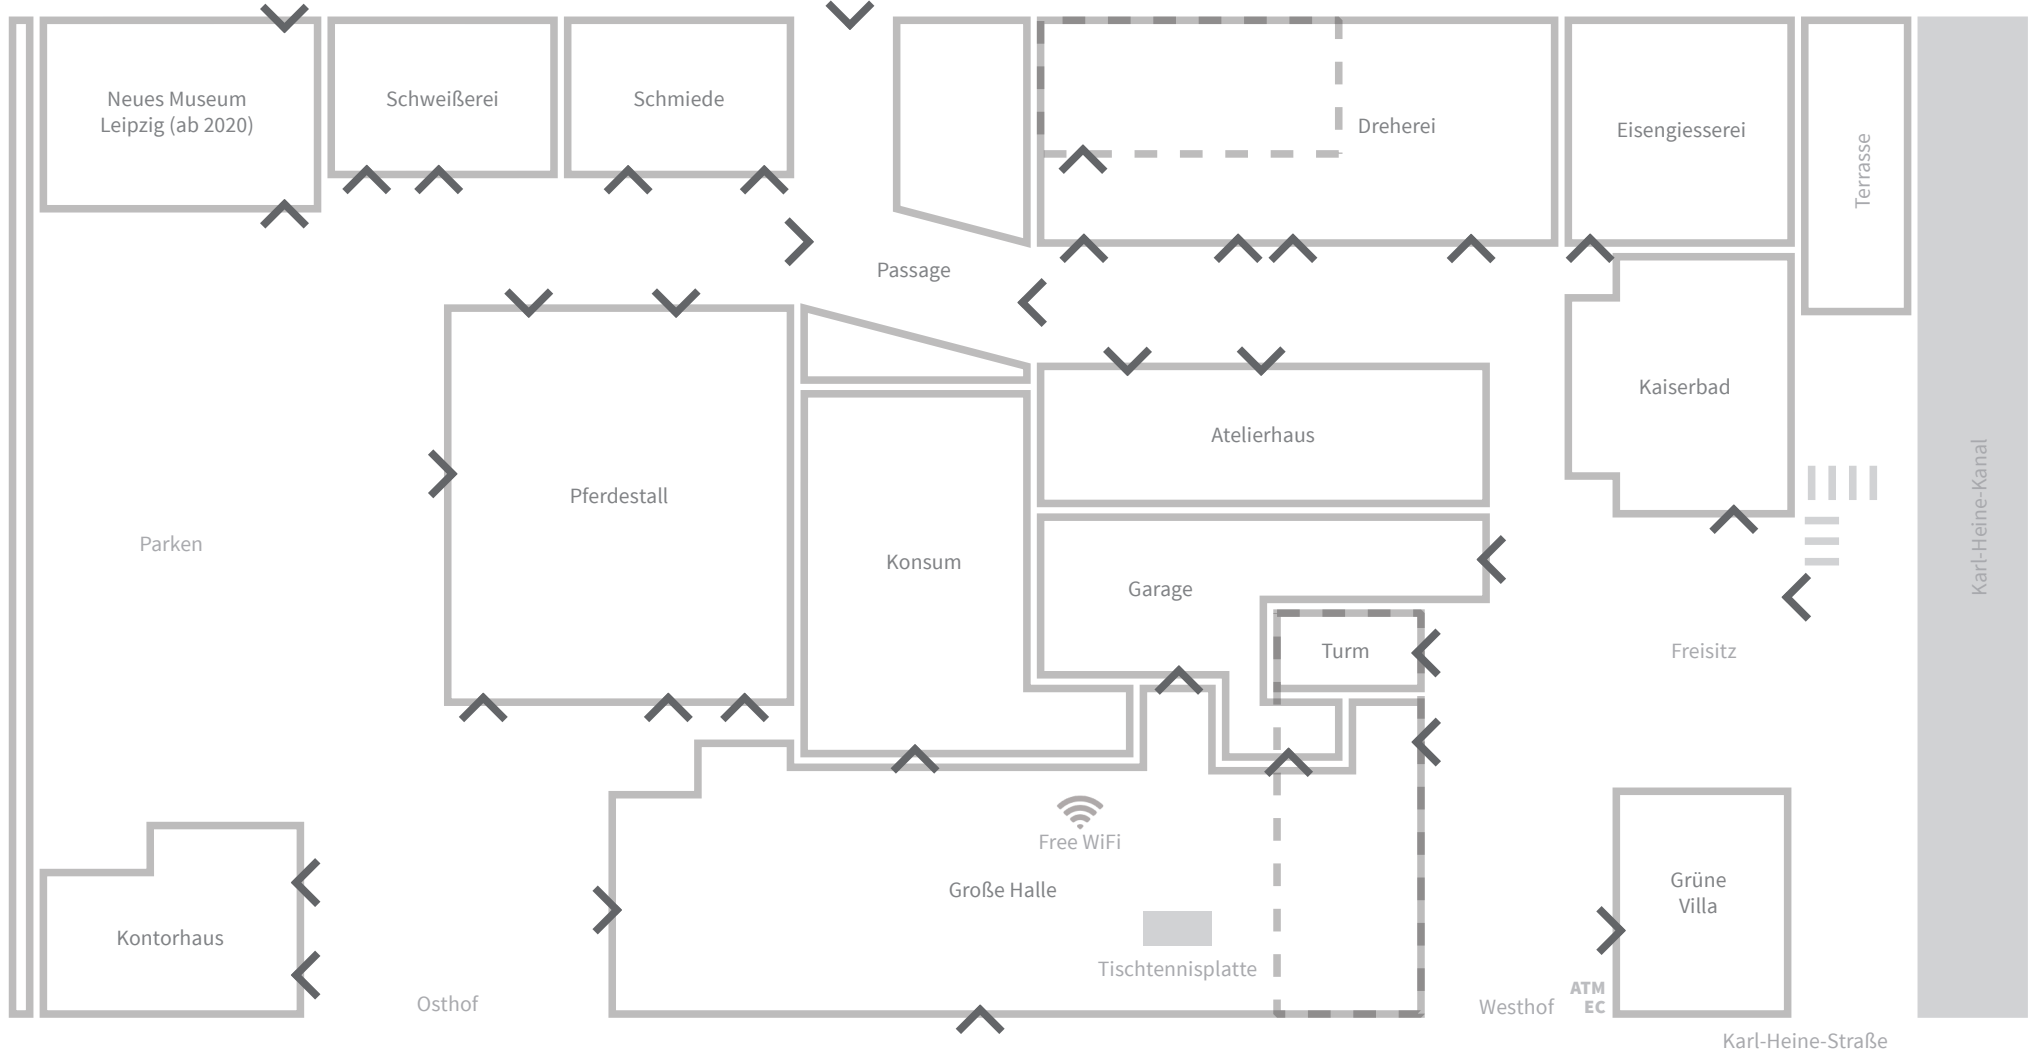 Neues Museum
Leipzig (ab 2020)
Schweißerei
Schmiede
Dreherei
Eisengiesserei
Terrasse
Passage
Kaiserbad
Atelierhaus
Pferdestall
Karl-Heine-Kanal
Parken
Konsum
Garage
Turm
Freisitz
Free WiFi
Große Halle
Grüne
Villa
Kontorhaus
Tischtennisplatte
Osthof
Westhof
ATM
EC
Karl-Heine-Straße